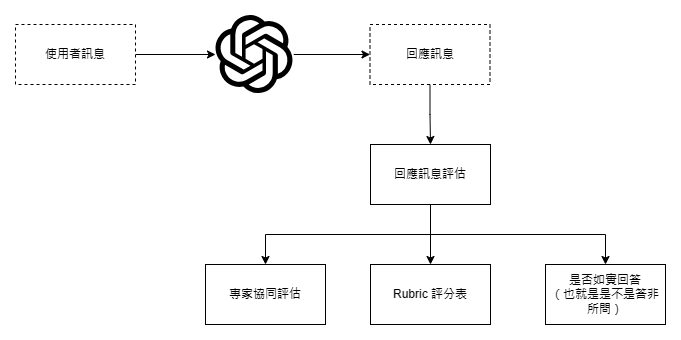 使用者訊息
回應訊息
回應訊息評估
專家協同評估
Rubric 評分表
是否如實回答
（也就是是不是答非
所問）